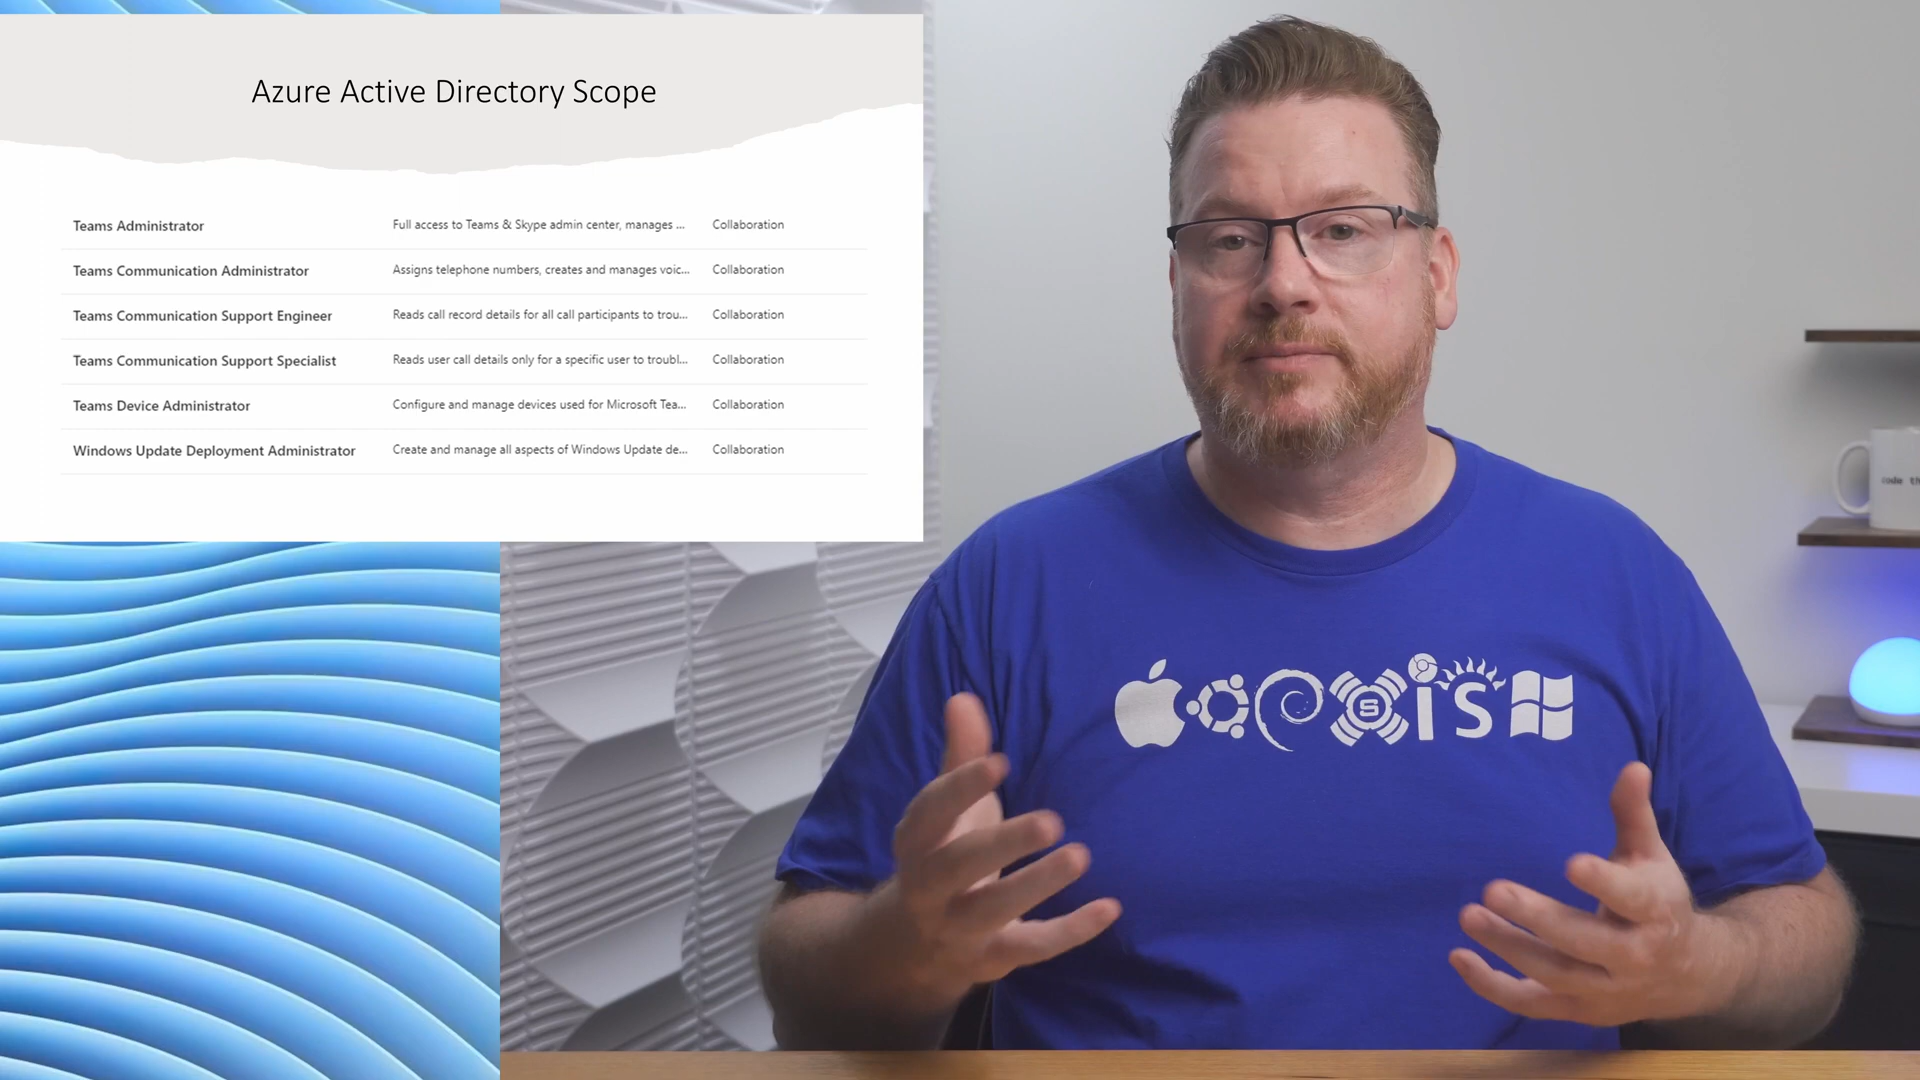 Azure Active Directory Scope
Teams Administrator Full access to Teams & Skype admin center, manages ... Collaboration
Teams Communication Administrator Assigns telephone numbers, creates and manages voic... Collaboration
Teams Communication Support Engineer Reads call record details for all call participants to trou... Collaboration
Teams Communication Support Specialist Reads user call details only for a specific user to troubl... Collaboration
Teams Device Administrator Configure and manage devices used for Microsoft Tea... Collaboration
Windows Update Deployment Administrator Create and manage all aspects of Windows Update de... Collaboration
code th